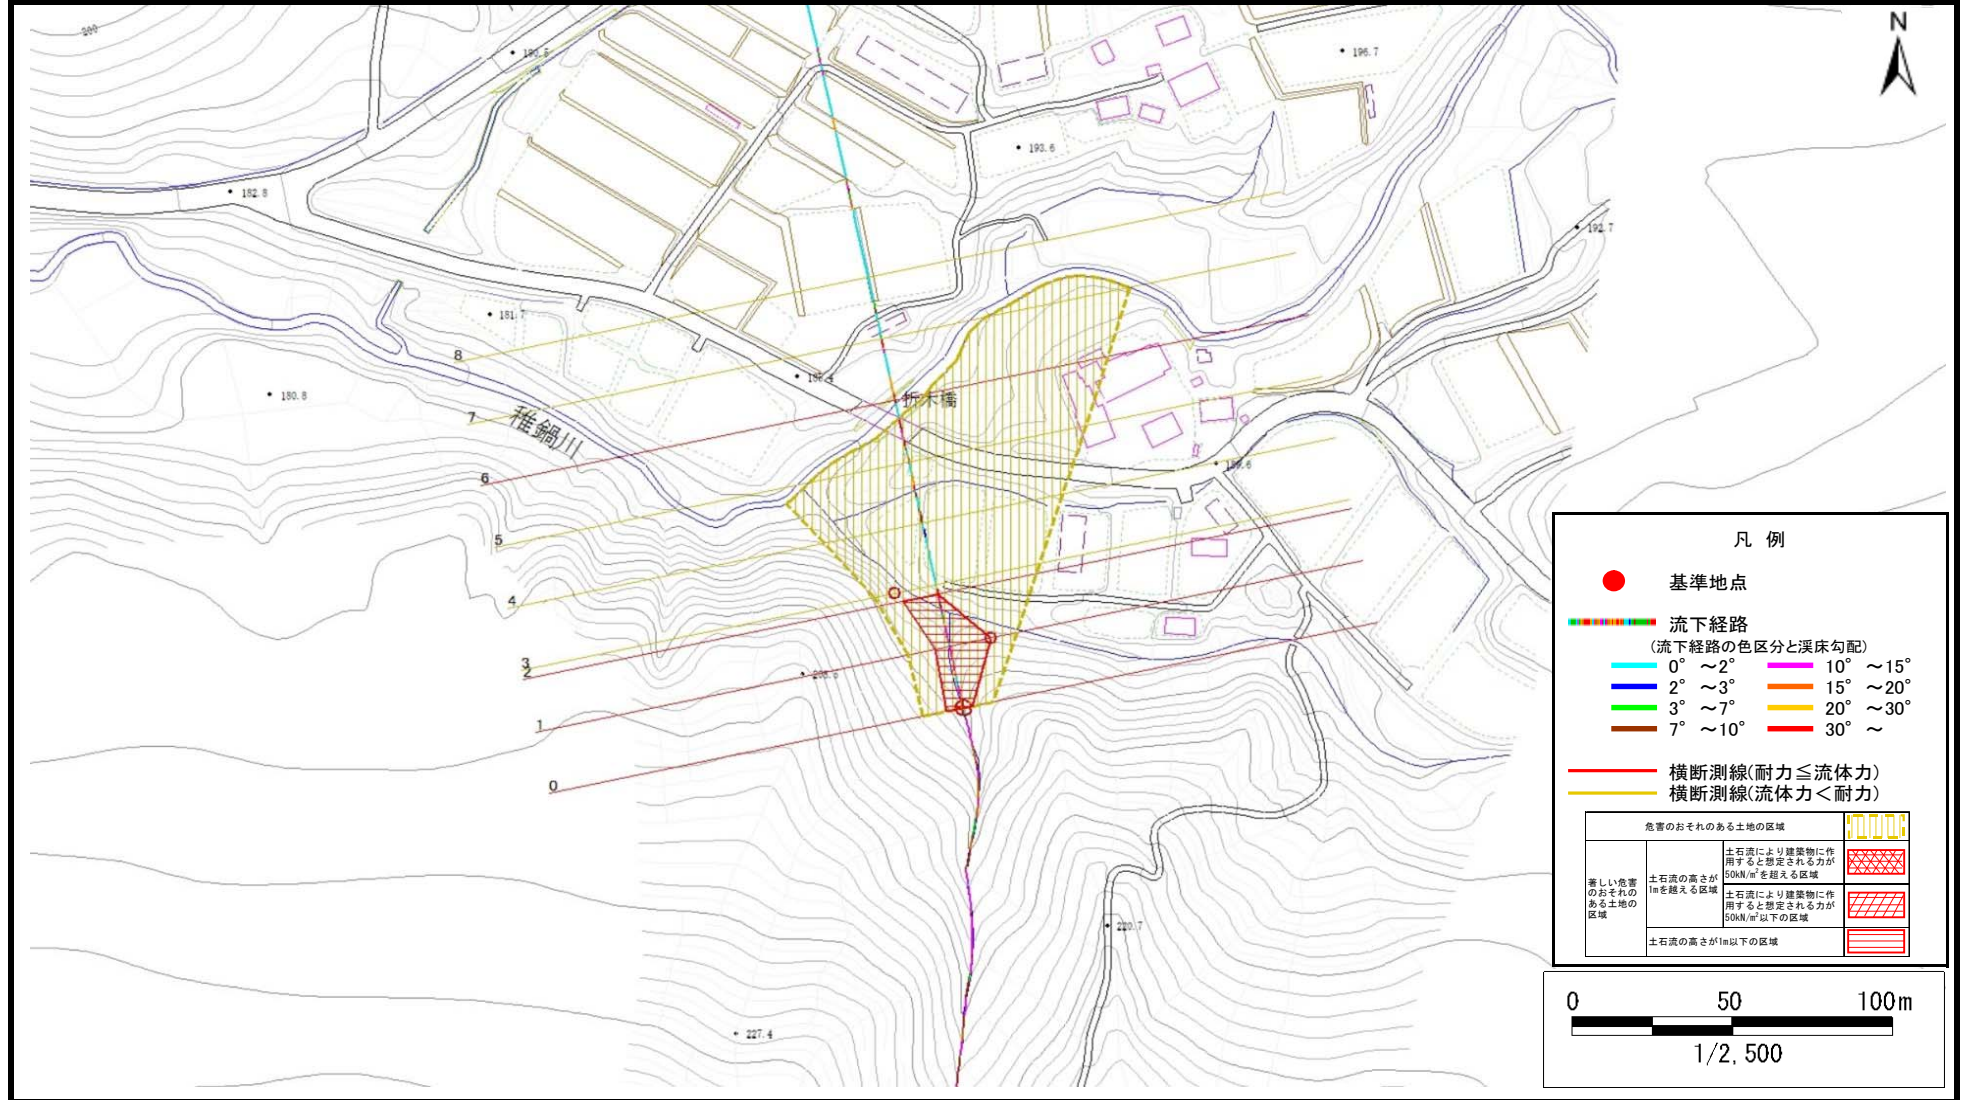 200
180.5
196.7
N
193.6
182.8
192.7
181.7
8
180.8
7
稚鍋川
折木橋
6
189.6
5
4
3
2
1
0
220.7
227.4
凡 例
基準地点
流下経路
(流下経路の色区分と渓床勾配)
0° ～2° 10° ～15°
2° ～3° 15° ～20°
3° ～7° 20° ～30°
7° ～10° 30° ～
横断測線(耐力≦流体力)
横断測線(流体力＜耐力)
危害のおそれのある土地の区域
著しい危害
のおそれの
ある土地の
区域
土石流の高さが
1mを越える区域
土石流により建築物に作
用すると想定される力が
50kN/㎡を超える区域
土石流により建築物に作
用すると想定される力が
50kN/㎡以下の区域
土石流の高さが1m以下の区域
0 50 100m
1/2,500